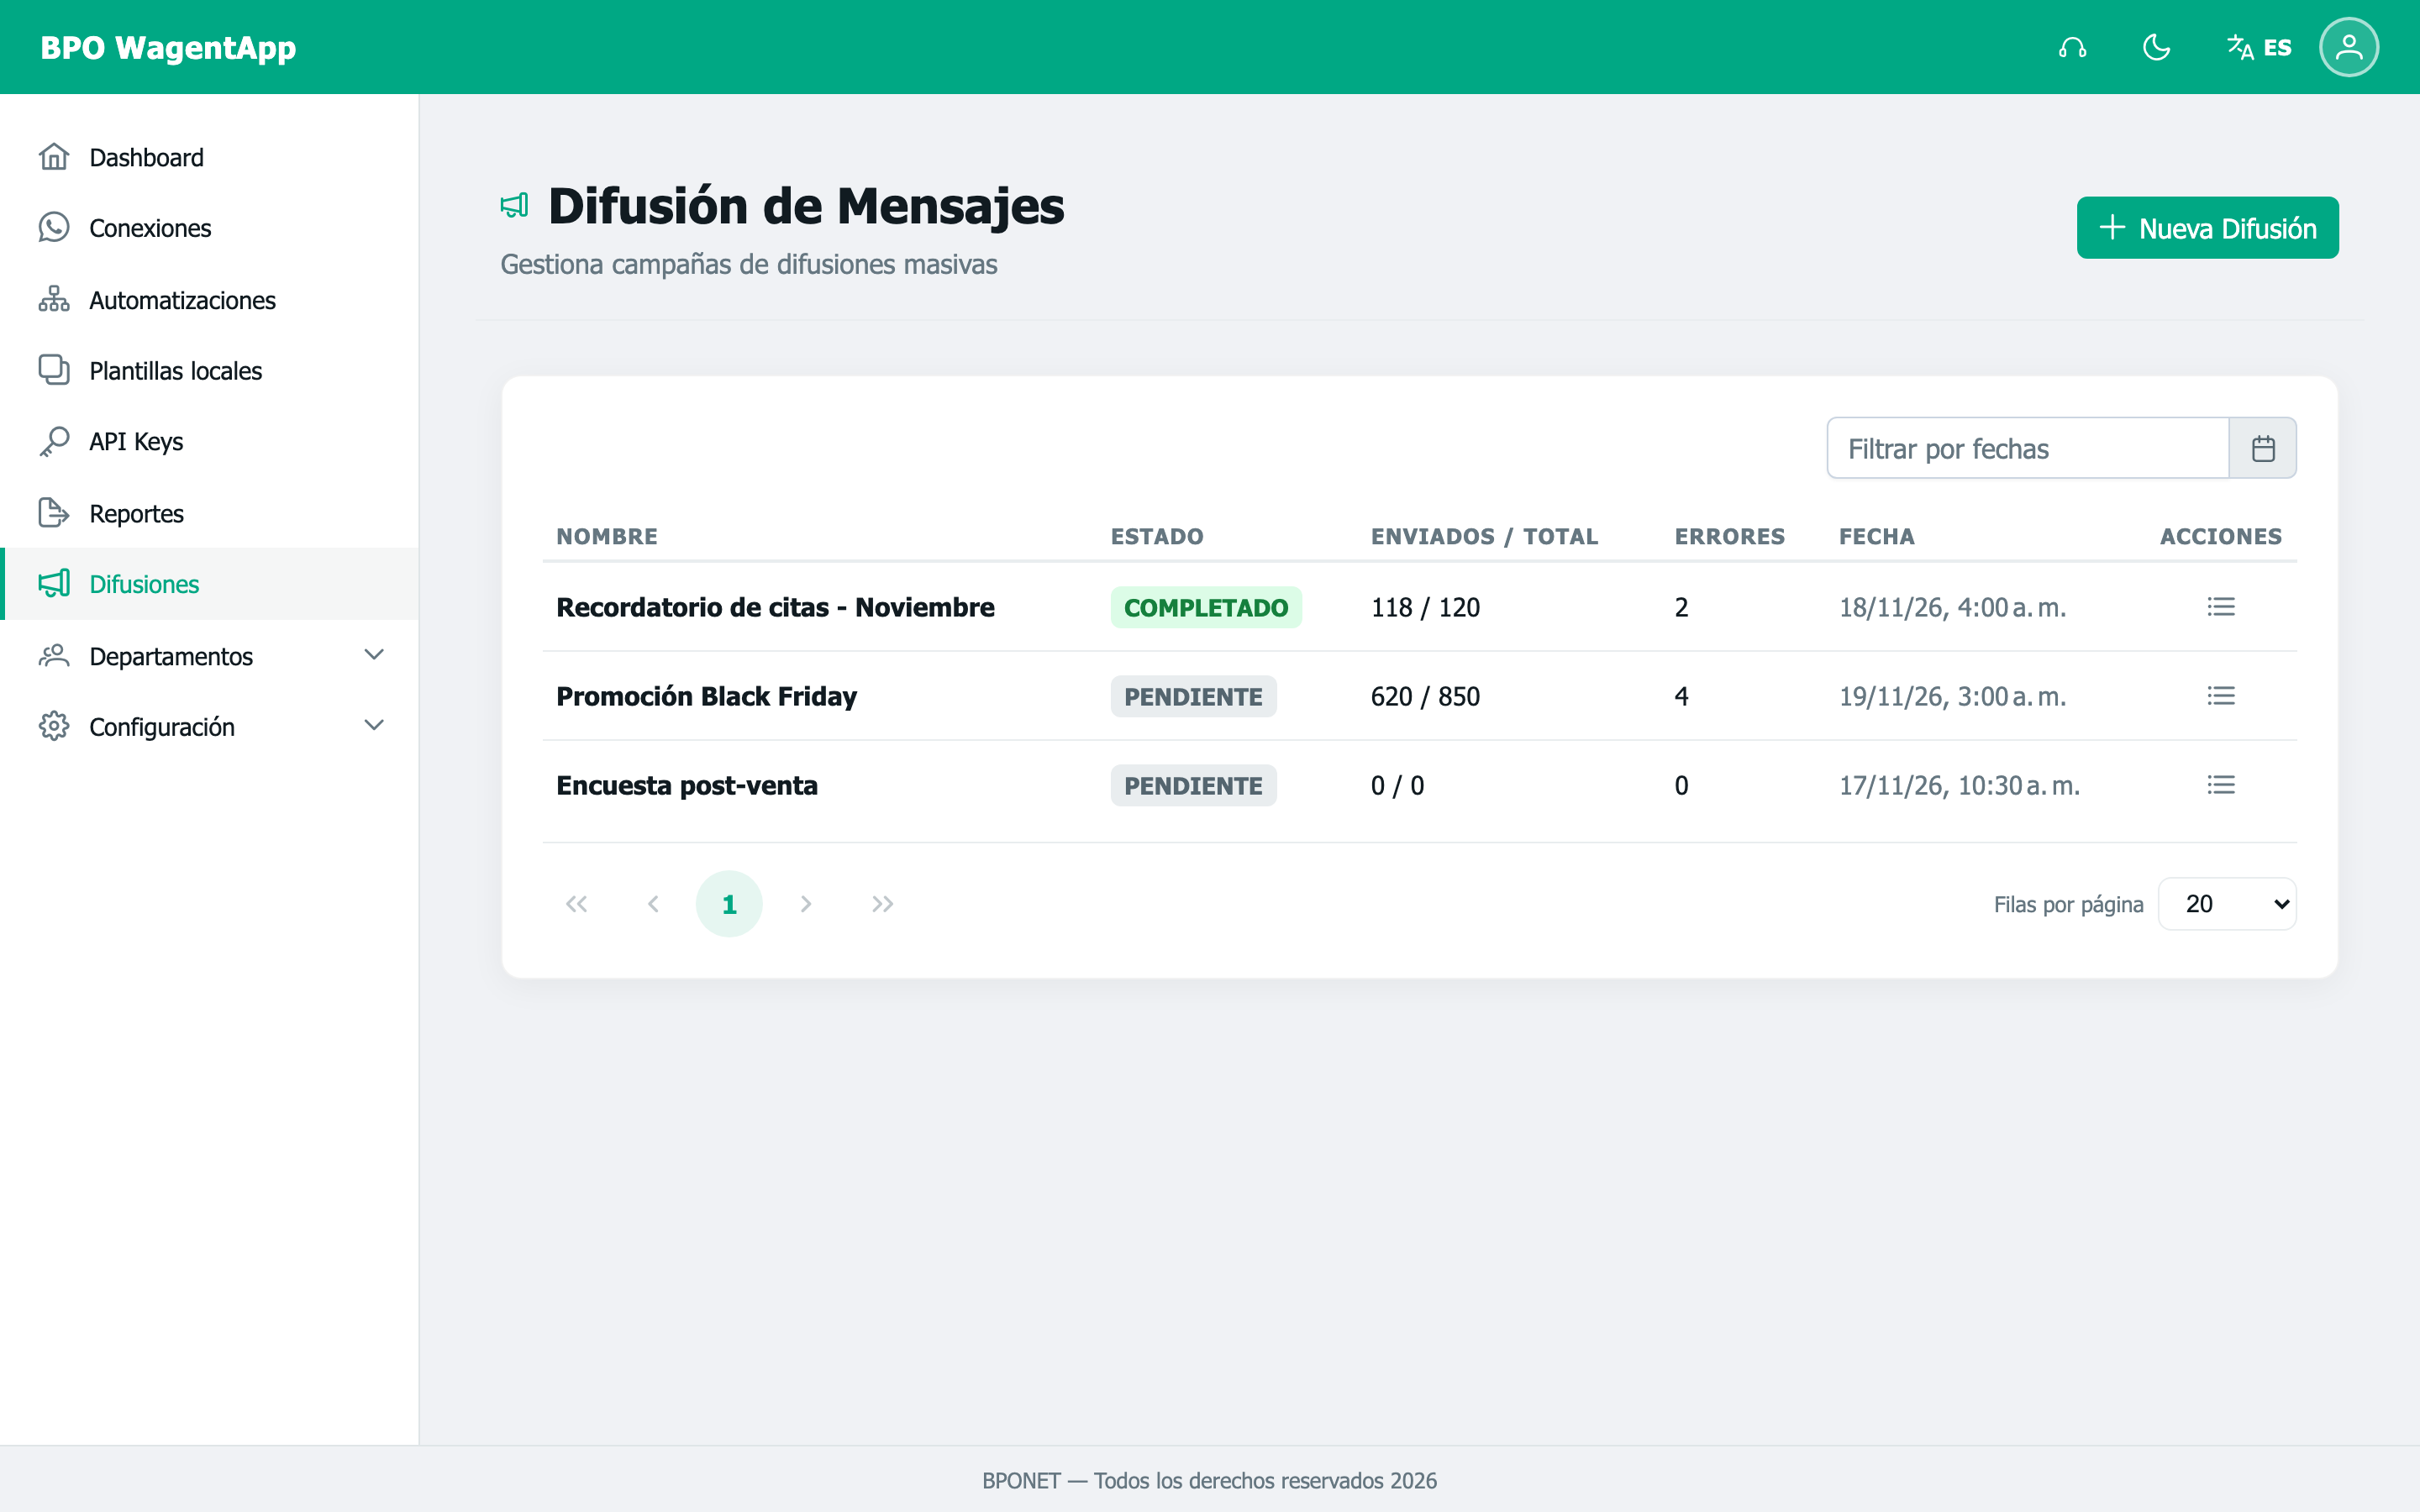 BPO WagentApp
ES
Dashboard
Conexiones
Automatizaciones
Plantillas locales
API Keys
Reportes
Difusiones
Departamentos
Configuración
Difusión de Mensajes
Gestiona campañas de difusiones masivas
Nueva Difusión
Filtrar por fechas
NOMBRE ESTADO ENVIADOS / TOTAL ERRORES FECHA ACCIONES
Recordatorio de citas - Noviembre COMPLETADO 118 / 120 2 18/11/26, 4:00 a. m.
Promoción Black Friday PENDIENTE 620 / 850 4 19/11/26, 3:00 a. m.
Encuesta post-venta PENDIENTE 0 / 0 0 17/11/26, 10:30 a. m.
1 Filas por página 20
BPONET — Todos los derechos reservados 2026